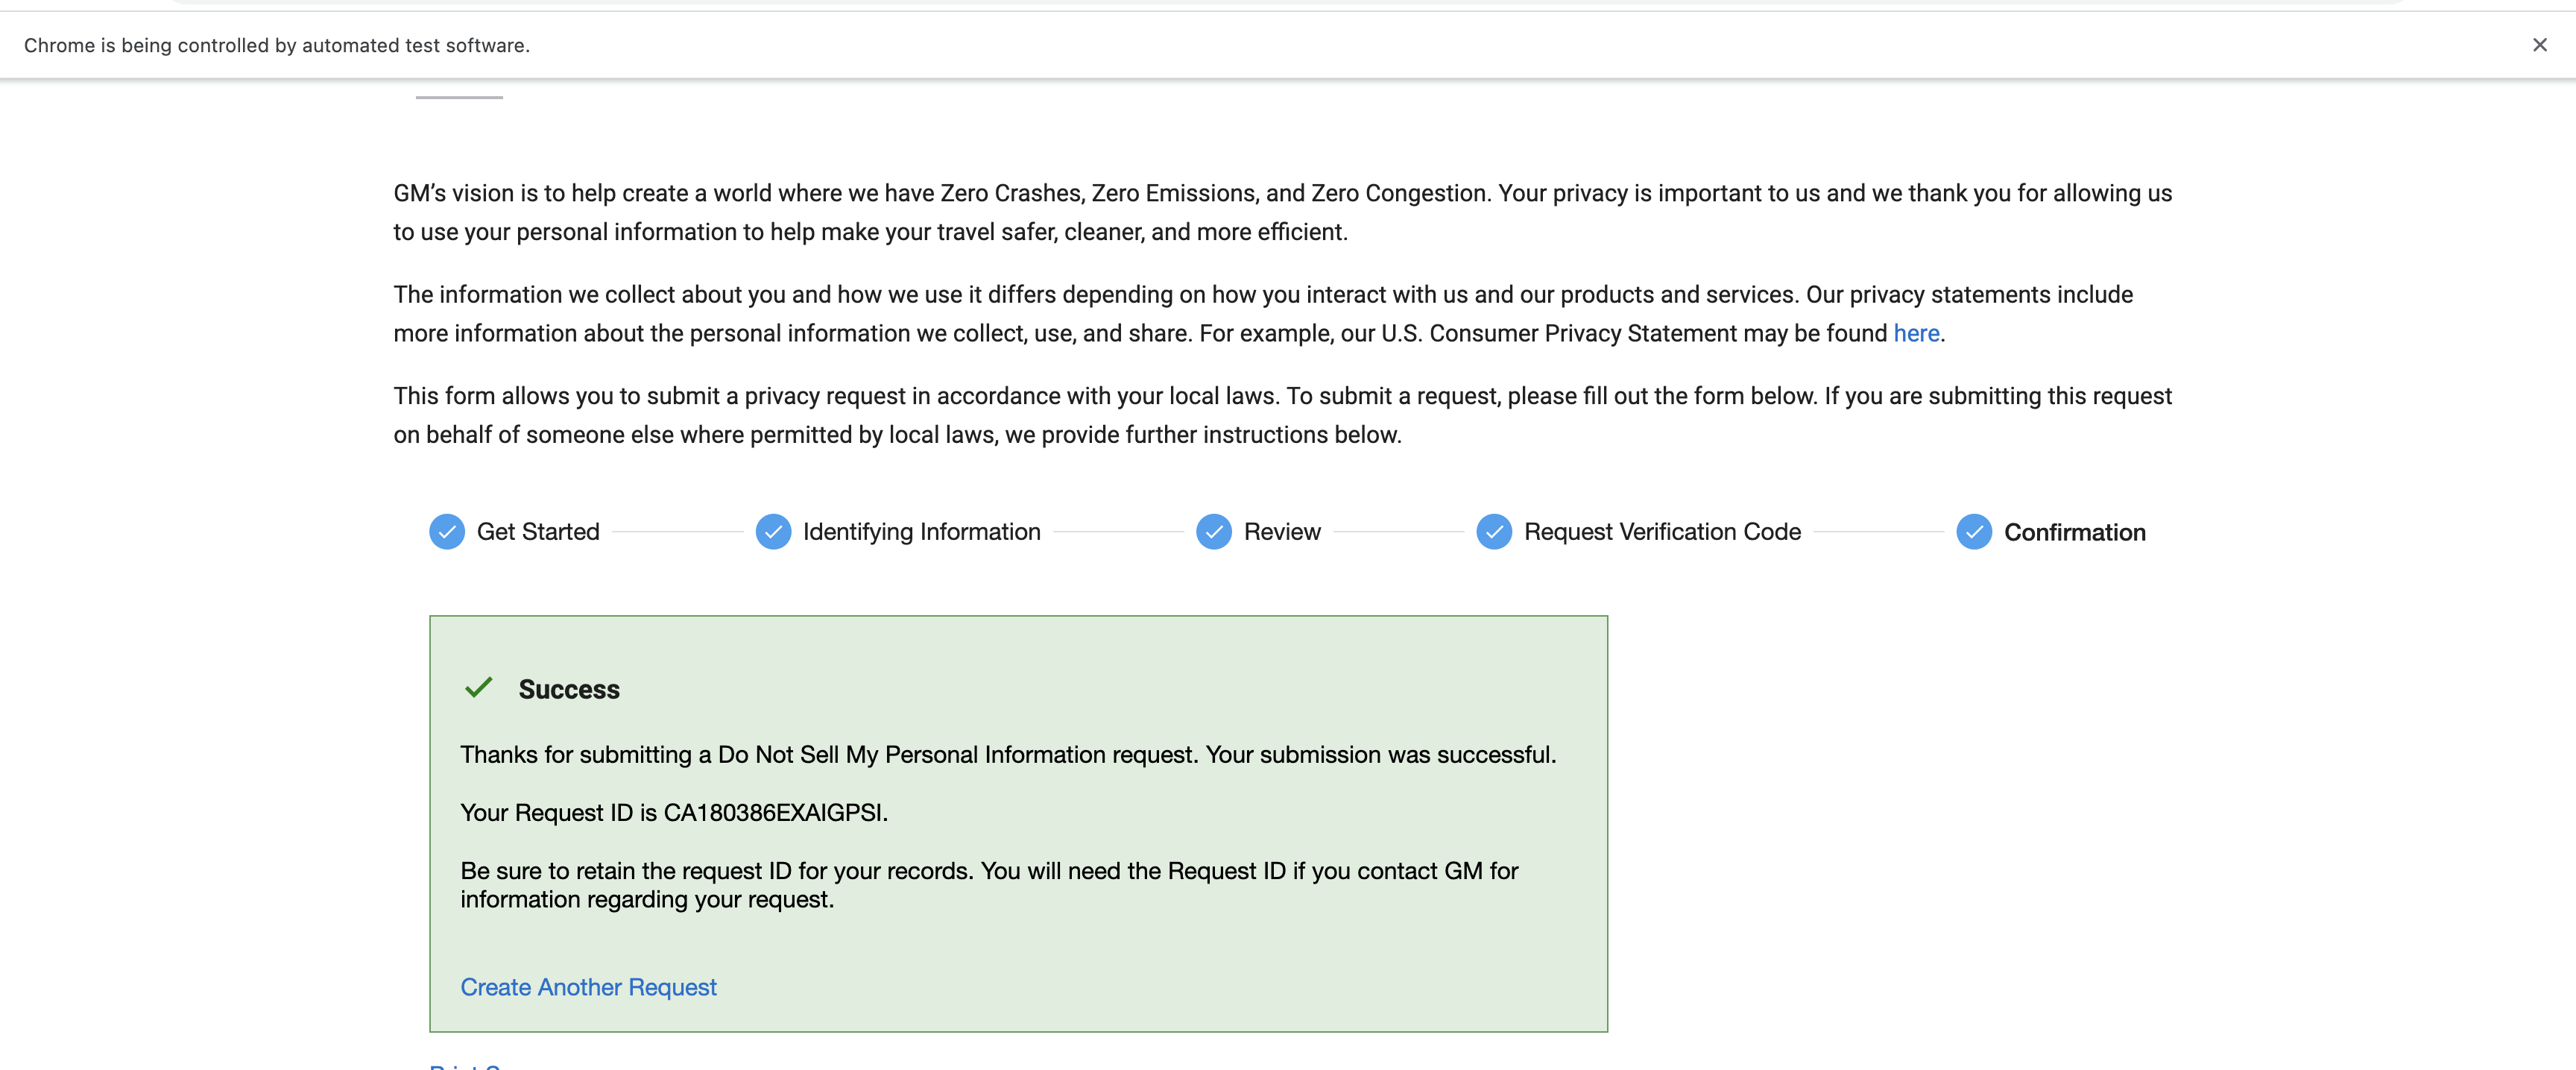 Chrome is being controlled by automated test software.
GM’s vision is to help create a world where we have Zero Crashes, Zero Emissions, and Zero Congestion. Your privacy is important to us and we thank you for allowing us
to use your personal information to help make your travel safer, cleaner, and more efficient.
The information we collect about you and how we use it differs depending on how you interact with us and our products and services. Our privacy statements include
more information about the personal information we collect, use, and share. For example, our U.S. Consumer Privacy Statement may be found here.
This form allows you to submit a privacy request in accordance with your local laws. To submit a request, please fill out the form below. If you are submitting this request
on behalf of someone else where permitted by local laws, we provide further instructions below.
Get Started Identifying Information Review Request Verification Code Confirmation
Success
Thanks for submitting a Do Not Sell My Personal Information request. Your submission was successful.
Your Request ID is CA180386EXAIGPSI.
Be sure to retain the request ID for your records. You will need the Request ID if you contact GM for
information regarding your request.
Create Another Request